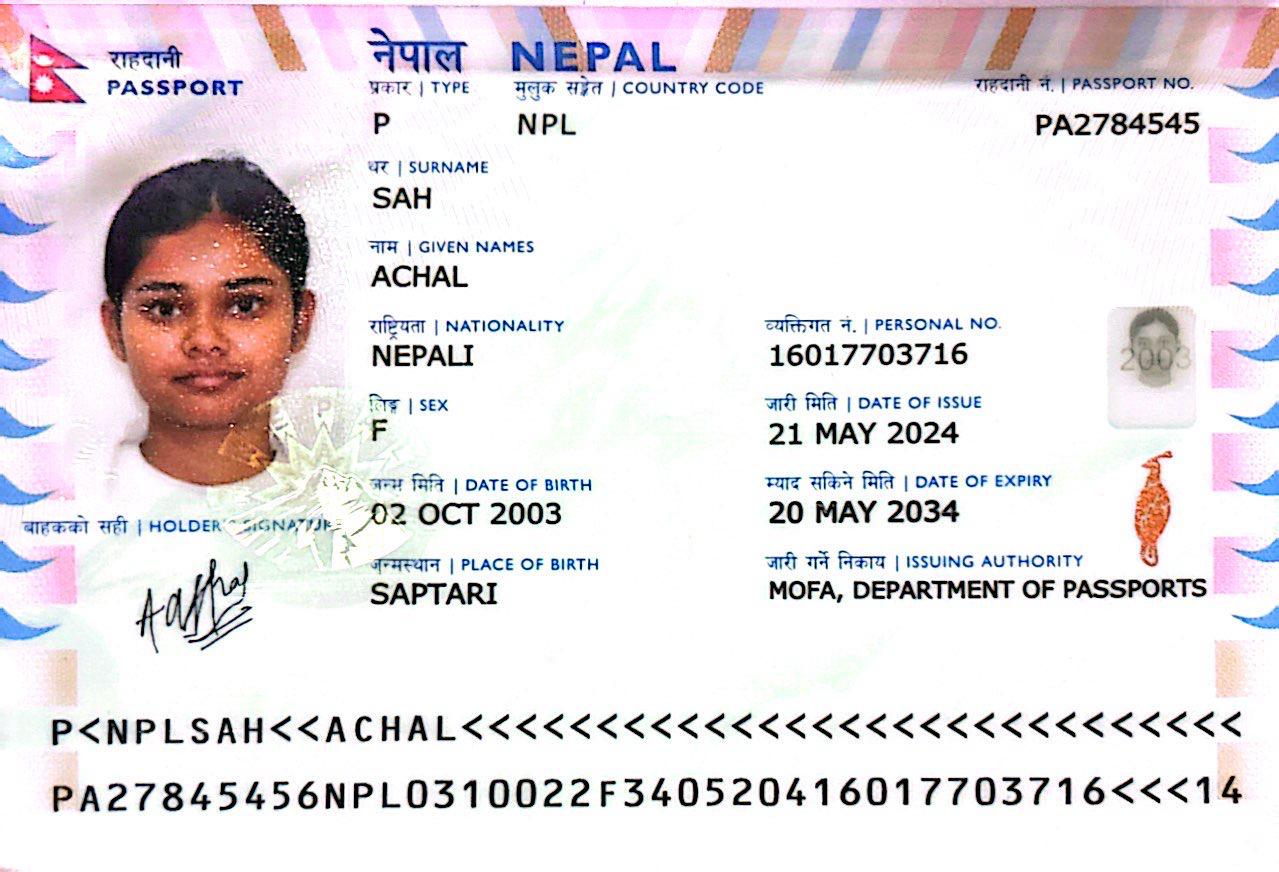 राहदानी
PASSPORT
नेपाल NEPAL
प्रकार | TYPE मुलुक सङ्केत | COUNTRY CODE राहदानी नं. | PASSPORT NO.
P NPL PA2784545
थर | SURNAME
SAH
नाम | GIVEN NAMES
ACHAL
राष्ट्रियता | NATIONALITY व्यक्तिगत नं. | PERSONAL NO.
NEPALI 16017703716
2003
लिङ्ग | SEX जारी मिति | DATE OF ISSUE
F 21 MAY 2024
जन्म मिति | DATE OF BIRTH म्याद सकिने मिति | DATE OF EXPIRY
02 OCT 2003 20 MAY 2034
बाहकको सही | HOLDER'S SIGNATURE
जन्मस्थान | PLACE OF BIRTH जारी गर्ने निकाय | ISSUING AUTHORITY
SAPTARI MOFA, DEPARTMENT OF PASSPORTS
P<NPLSAH<<ACHAL<<<<<<<<<<<<<<<<<<<<<<<<<<<<<
PA27845456NPL0310022F340520416017703716<<<14